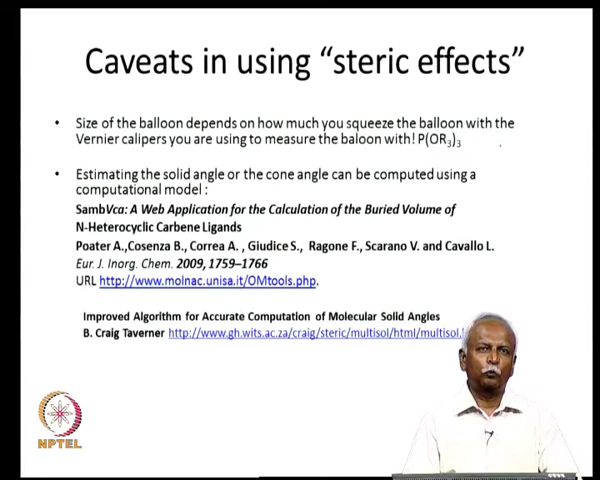 Caveats in using “steric effects”
• Size of the balloon depends on how much you squeeze the balloon with the
Vernier calipers you are using to measure the baloon with! P(OR₃)₃
• Estimating the solid angle or the cone angle can be computed using a
computational model :
SambVca: A Web Application for the Calculation of the Buried Volume of
N-Heterocyclic Carbene Ligands
Poater A.,Cosenza B., Correa A. , Giudice S., Ragone F., Scarano V. and Cavallo L.
Eur. J. Inorg. Chem. 2009, 1759–1766
URL http://www.molnac.unisa.it/OMtools.php.
Improved Algorithm for Accurate Computation of Molecular Solid Angles
B. Craig Taverner http://www.gh.wits.ac.za/craig/steric/multisol/html/multisol.
NPTEL